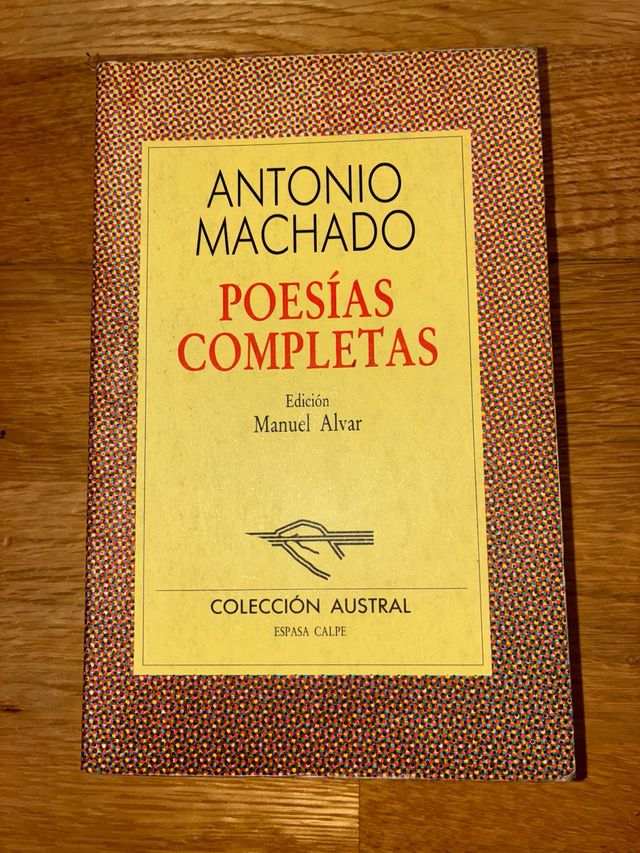 ANTONIO
MACHADO
POESÍAS
COMPLETAS
Edición
Manuel Alvar
COLECCIÓN AUSTRAL
ESPASA CALPE